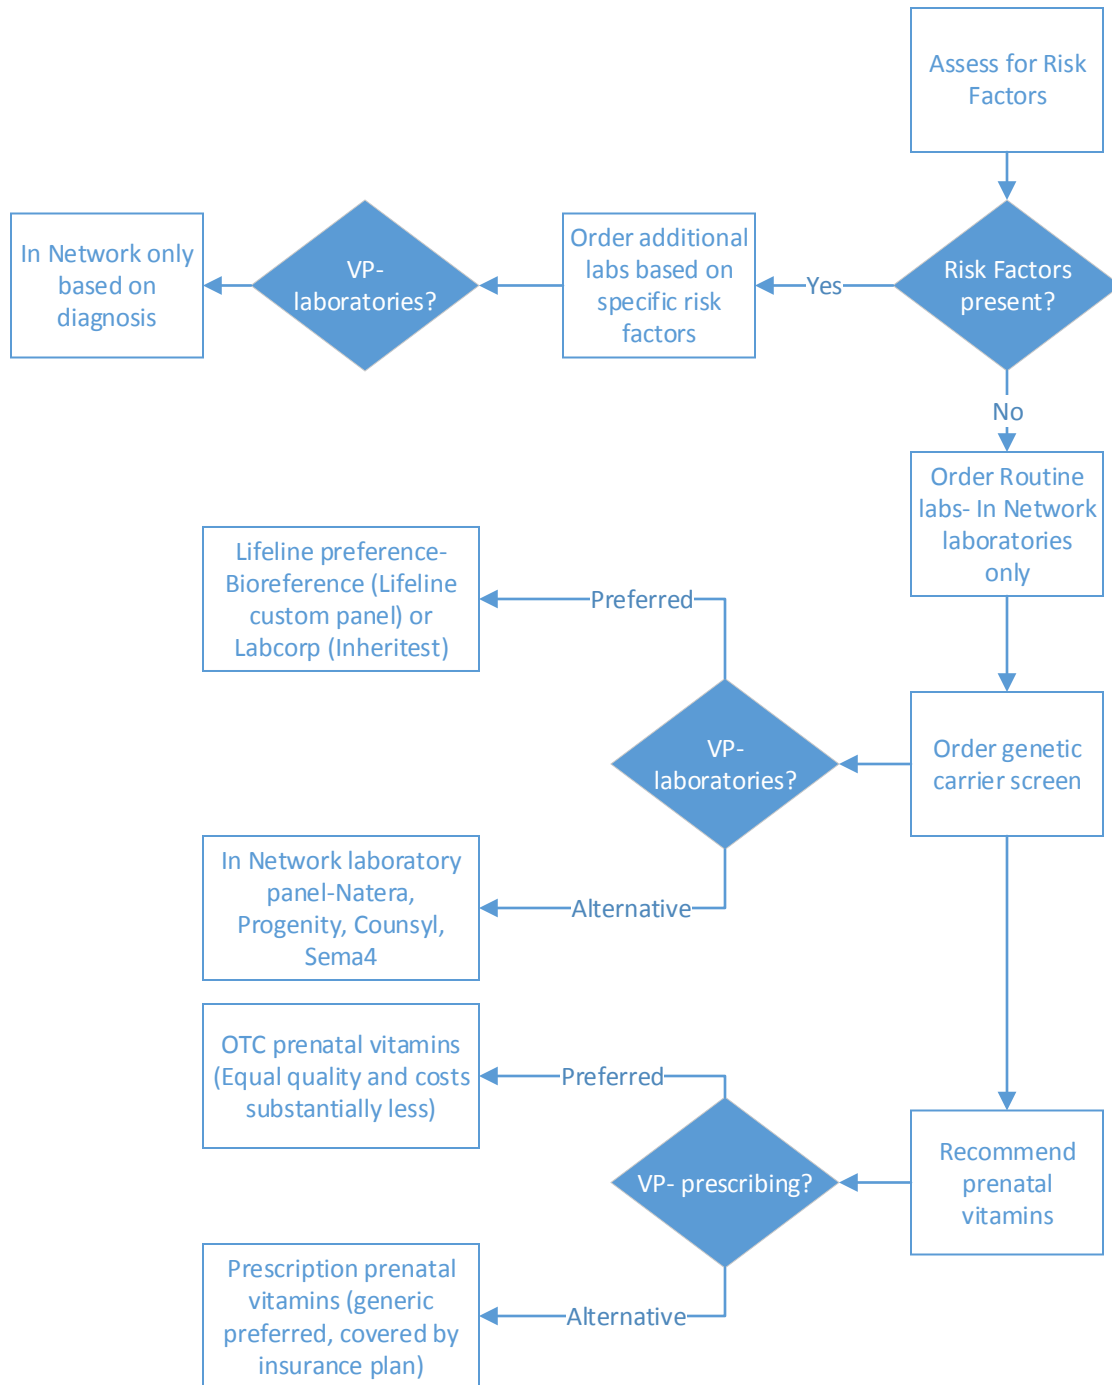 Assess for Risk
Factors
Risk Factors
present?
Yes
Order additional
labs based on
specific risk
factors
VP-
laboratories?
In Network only
based on
diagnosis
No
Order Routine
labs- In Network
laboratories
only
Order genetic
carrier screen
VP-
laboratories?
Preferred
Lifeline preference-
Bioreference (Lifeline
custom panel) or
Labcorp (Inheritest)
Alternative
In Network laboratory
panel-Natera,
Progenity, Counsyl,
Sema4
Recommend
prenatal
vitamins
VP- prescribing?
Preferred
OTC prenatal vitamins
(Equal quality and costs
substantially less)
Alternative
Prescription prenatal
vitamins (generic
preferred, covered by
insurance plan)